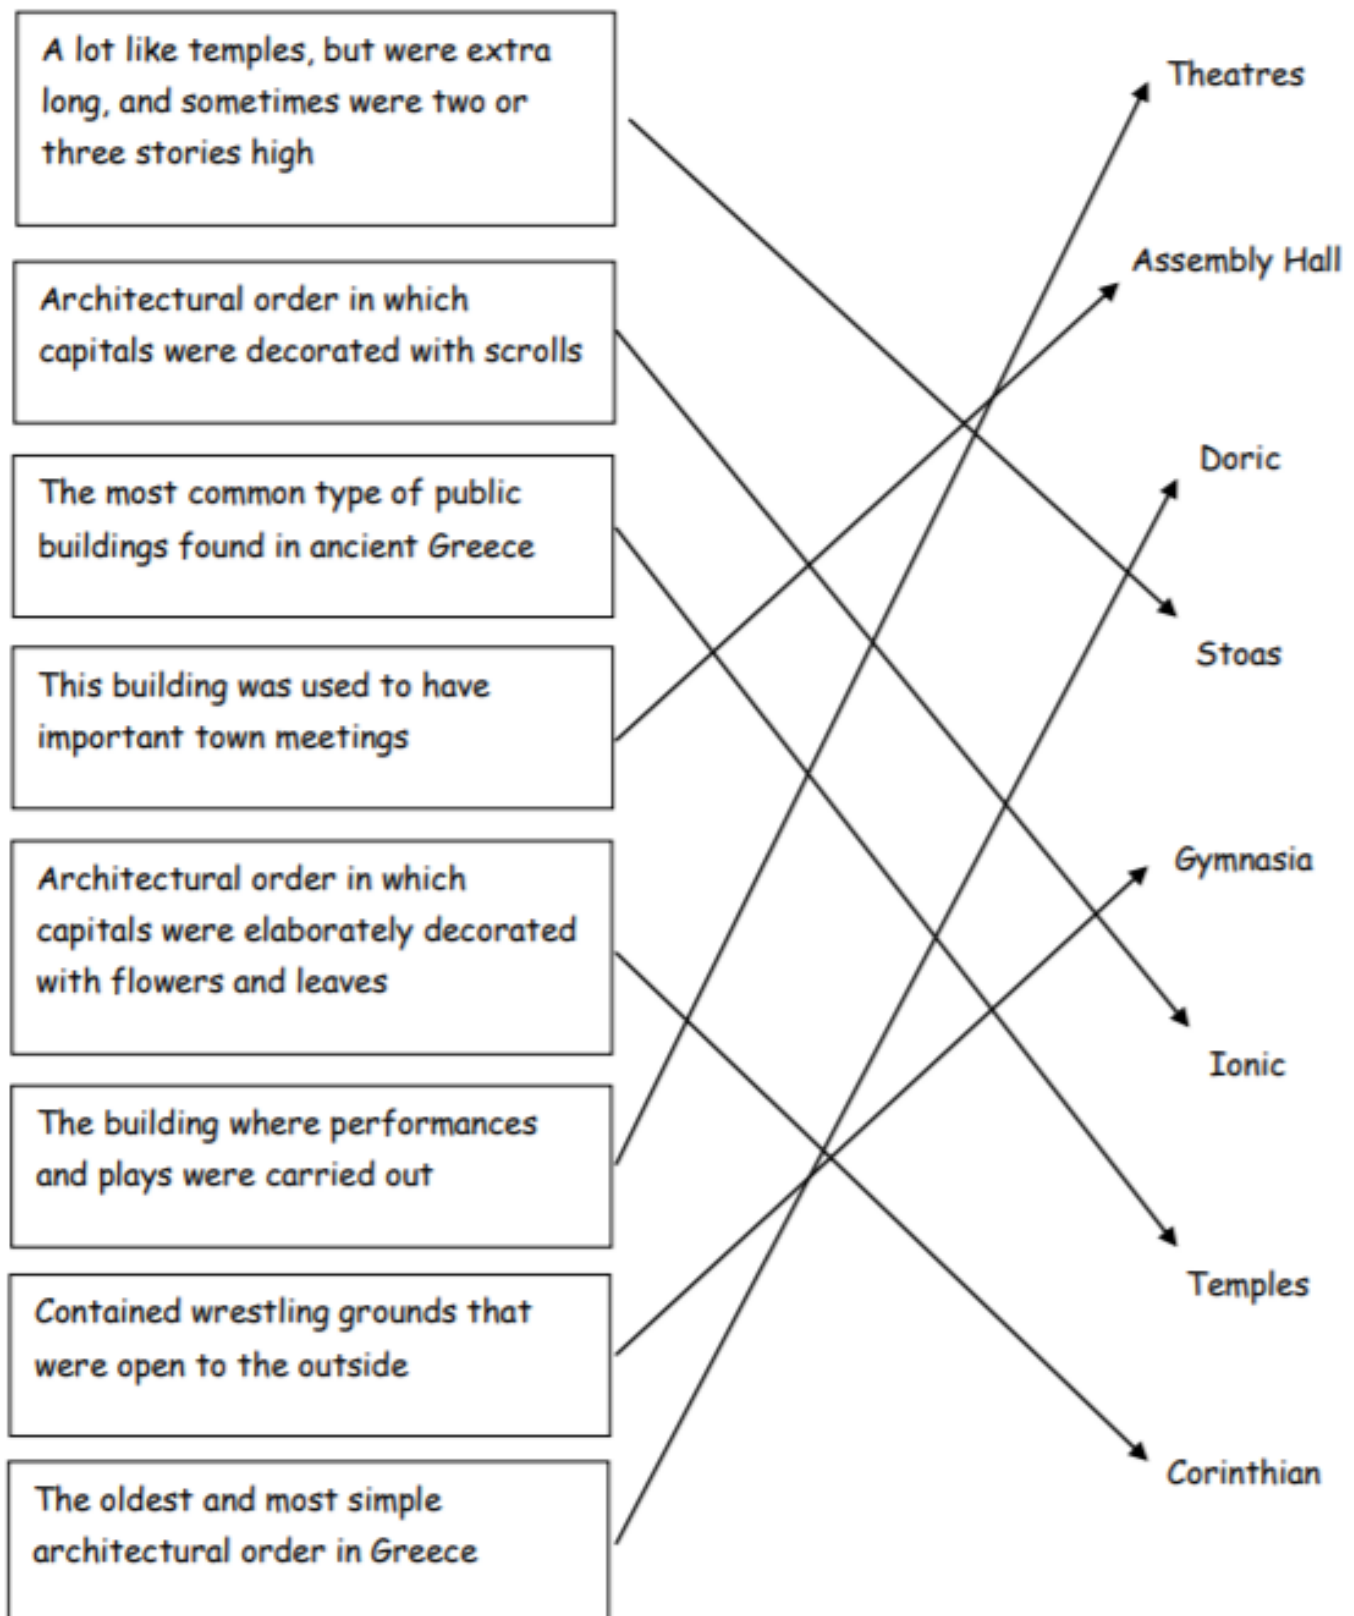 A lot like temples, but were extra
long, and sometimes were two or
three stories high
Architectural order in which
capitals were decorated with scrolls
The most common type of public
buildings found in ancient Greece
This building was used to have
important town meetings
Architectural order in which
capitals were elaborately decorated
with flowers and leaves
The building where performances
and plays were carried out
Contained wrestling grounds that
were open to the outside
The oldest and most simple
architectural order in Greece
Theatres
Assembly Hall
Doric
Stoas
Gymnasia
Ionic
Temples
Corinthian